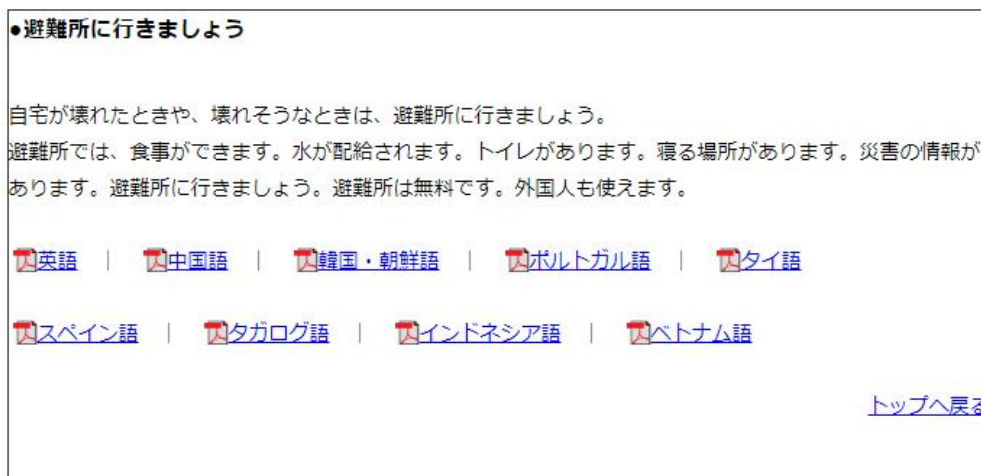 ●避難所に行きましょう
自宅が壊れたときや、壊れそうなときは、避難所に行きましょう。
避難所では、食事ができます。水が配給されます。トイレがあります。寝る場所があります。災害の情報が
あります。避難所に行きましょう。避難所は無料です。外国人も使えます。
英語 | 中国語 | 韓国・朝鮮語 | ポルトガル語 | タイ語
スペイン語 | タガログ語 | インドネシア語 | ベトナム語
トップへ戻る